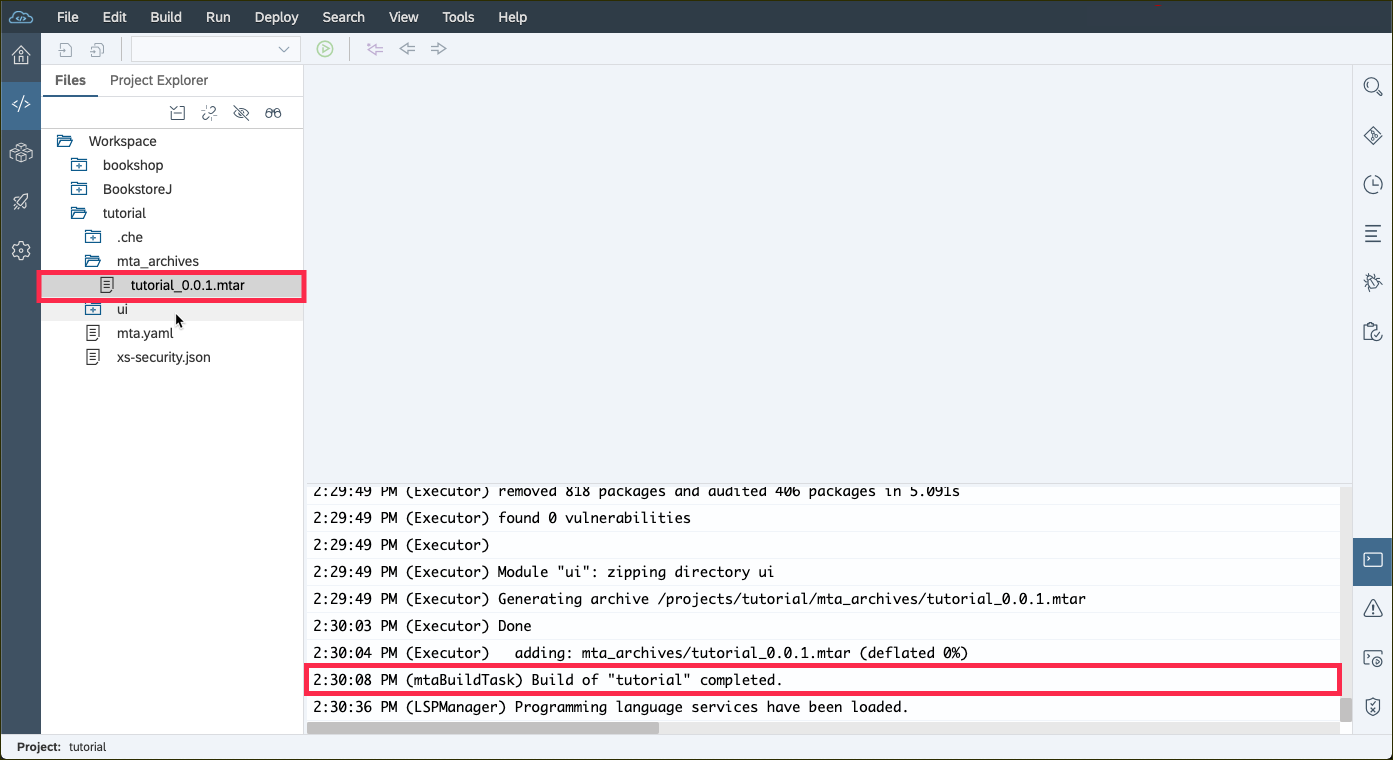 File Edit Build Run Deploy Search View Tools Help
Files Project Explorer
Workspace
bookshop
BookstoreJ
tutorial
.che
mta_archives
tutorial_0.0.1.mtar
ui
mta.yaml
xs-security.json
2:29:49 PM (Executor) removed 818 packages and audited 406 packages in 5.091s
2:29:49 PM (Executor) found 0 vulnerabilities
2:29:49 PM (Executor)
2:29:49 PM (Executor) Module "ui": zipping directory ui
2:29:49 PM (Executor) Generating archive /projects/tutorial/mta_archives/tutorial_0.0.1.mtar
2:30:03 PM (Executor) Done
2:30:04 PM (Executor)   adding: mta_archives/tutorial_0.0.1.mtar (deflated 0%)
2:30:08 PM (mtaBuildTask) Build of "tutorial" completed.
2:30:36 PM (LSPManager) Programming language services have been loaded.
Project: tutorial